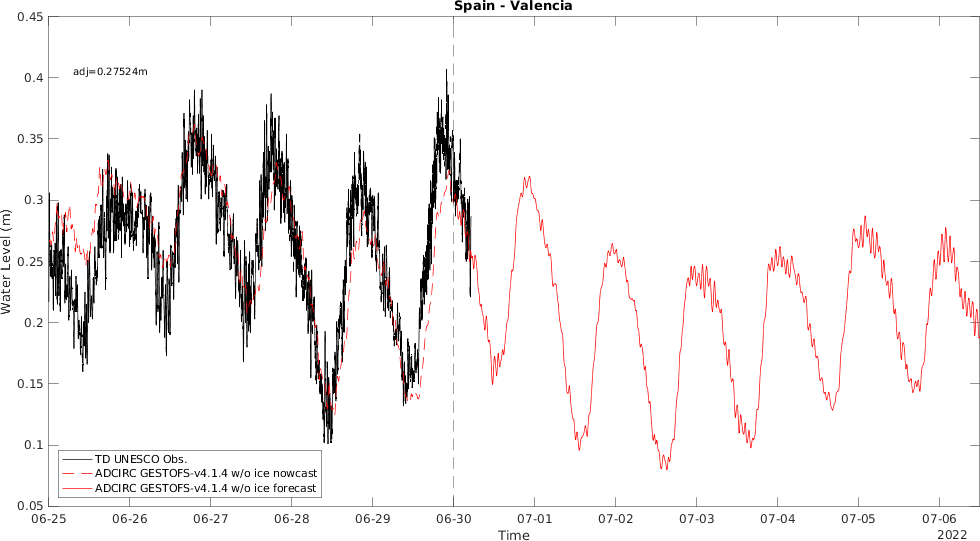 Spain - Valencia
adj=0.27524m
Water Level (m)
0.45
0.4
0.35
0.3
0.25
0.2
0.15
0.1
0.05
TD UNESCO Obs.
ADCIRC GESTOFS-v4.1.4 w/o ice nowcast
ADCIRC GESTOFS-v4.1.4 w/o ice forecast
06-25 06-26 06-27 06-28 06-29 06-30 07-01 07-02 07-03 07-04 07-05 07-06
Time
2022